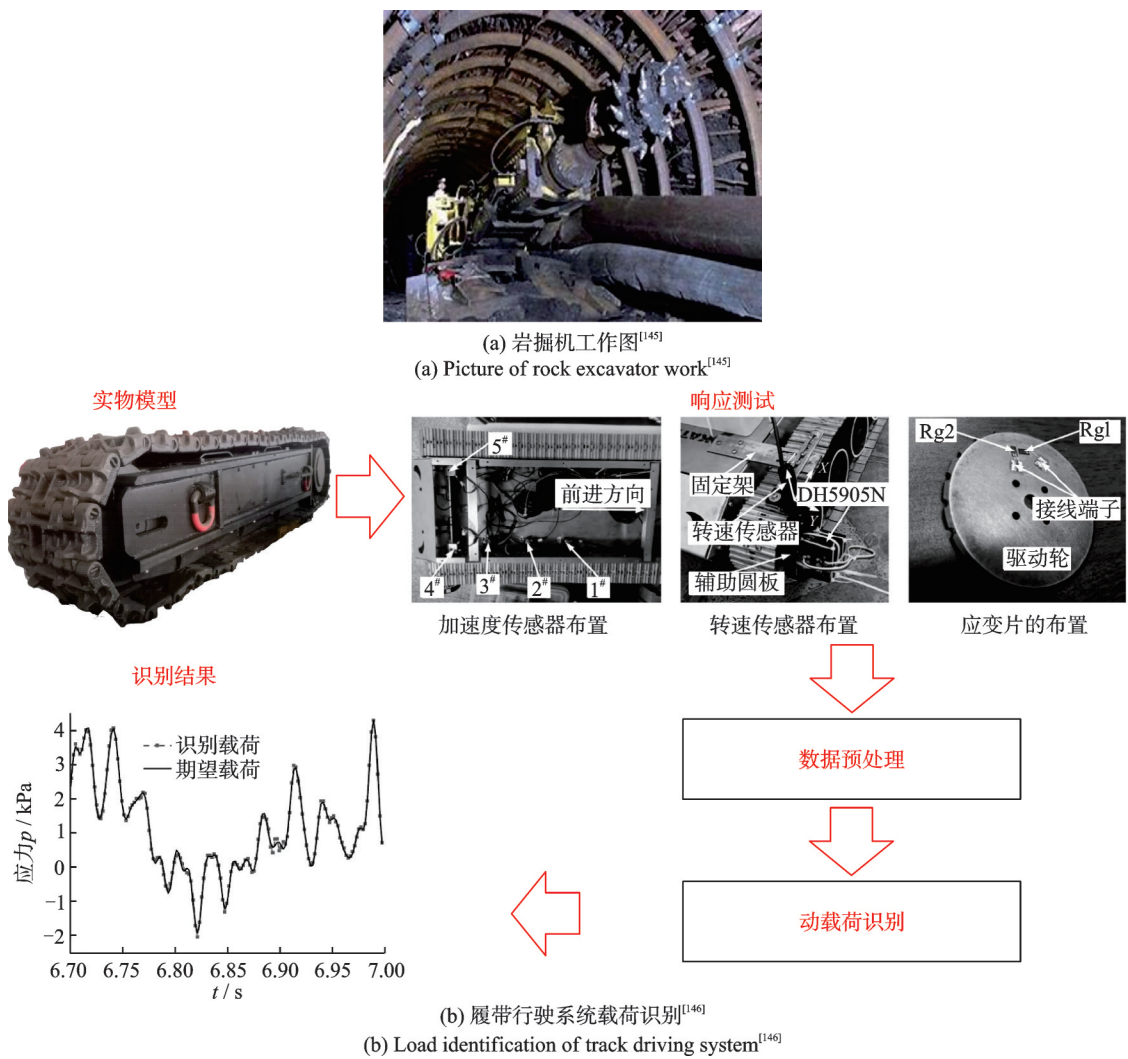 (a) 岩掘机工作图[145]
(a) Picture of rock excavator work[145]
实物模型
响应测试
5#
前进方向
4#
3#
2#
1#
固定架
X
DH5905N
转速传感器
Y
辅助圆板
Rg2
Rg1
接线端子
驱动轮
加速度传感器布置
转速传感器布置
应变片的布置
识别结果
应力p / kPa
4
3
2
1
0
−1
−2
识别载荷
期望载荷
6.70
6.75
6.80
6.85
6.90
6.95
7.00
t / s
数据预处理
动载荷识别
(b) 履带行驶系统载荷识别[146]
(b) Load identification of track driving system[146]